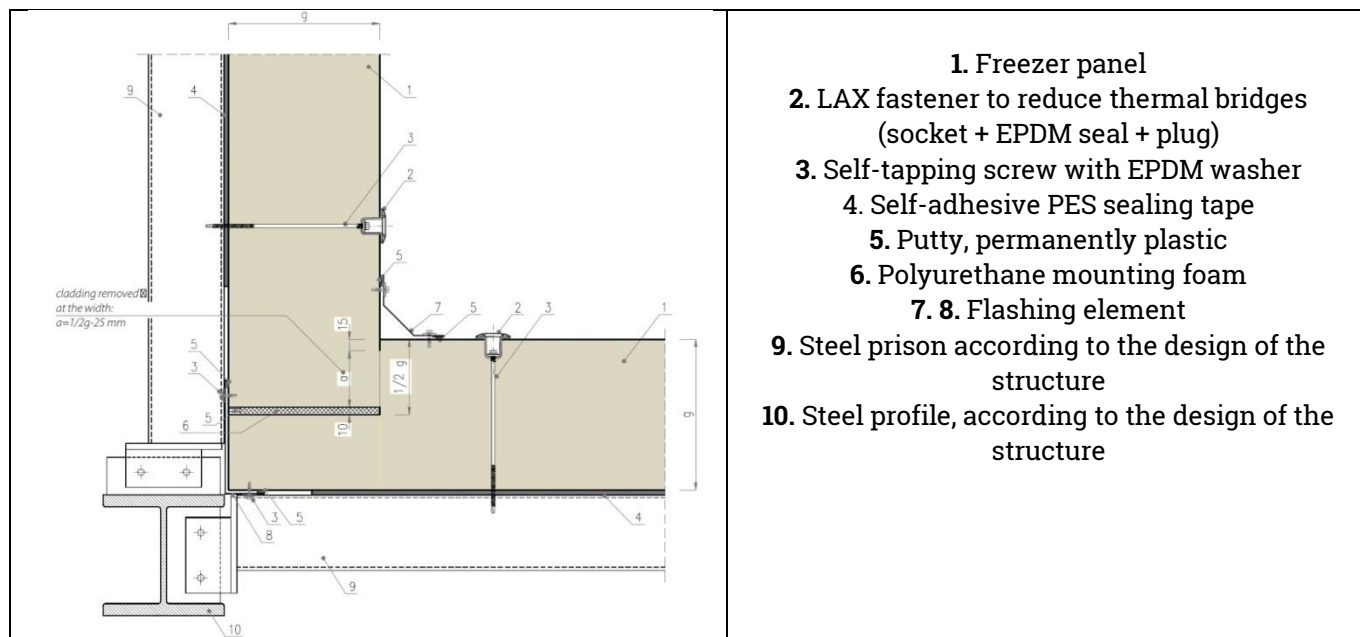 g
9
4
1
3
2
5
cladding removed
at the width:
a=1/2g-25 mm
7
5
2
3
1
15
a
1/2 g
g
5
3
5
6
10
3
5
8
4
9
10
1. Freezer panel
2. LAX fastener to reduce thermal bridges
(socket + EPDM seal + plug)
3. Self-tapping screw with EPDM washer
4. Self-adhesive PES sealing tape
5. Putty, permanently plastic
6. Polyurethane mounting foam
7. 8. Flashing element
9. Steel prison according to the design of the
structure
10. Steel profile, according to the design of the
structure